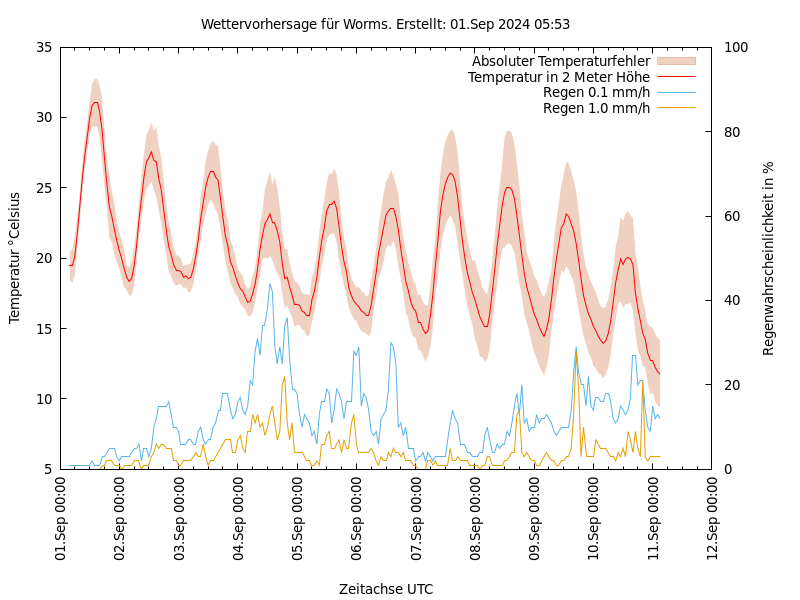 Wettervorhersage für Worms. Erstellt: 01.Sep 2024 05:53
Absoluter Temperaturfehler
Temperatur in 2 Meter Höhe
Regen 0.1 mm/h
Regen 1.0 mm/h
Temperatur °Celsius
35
30
25
20
15
10
5
100
80
60
40
20
0
Regenwahrscheinlichkeit in %
01.Sep 00:00
02.Sep 00:00
03.Sep 00:00
04.Sep 00:00
05.Sep 00:00
06.Sep 00:00
07.Sep 00:00
08.Sep 00:00
09.Sep 00:00
10.Sep 00:00
11.Sep 00:00
12.Sep 00:00
Zeitachse UTC